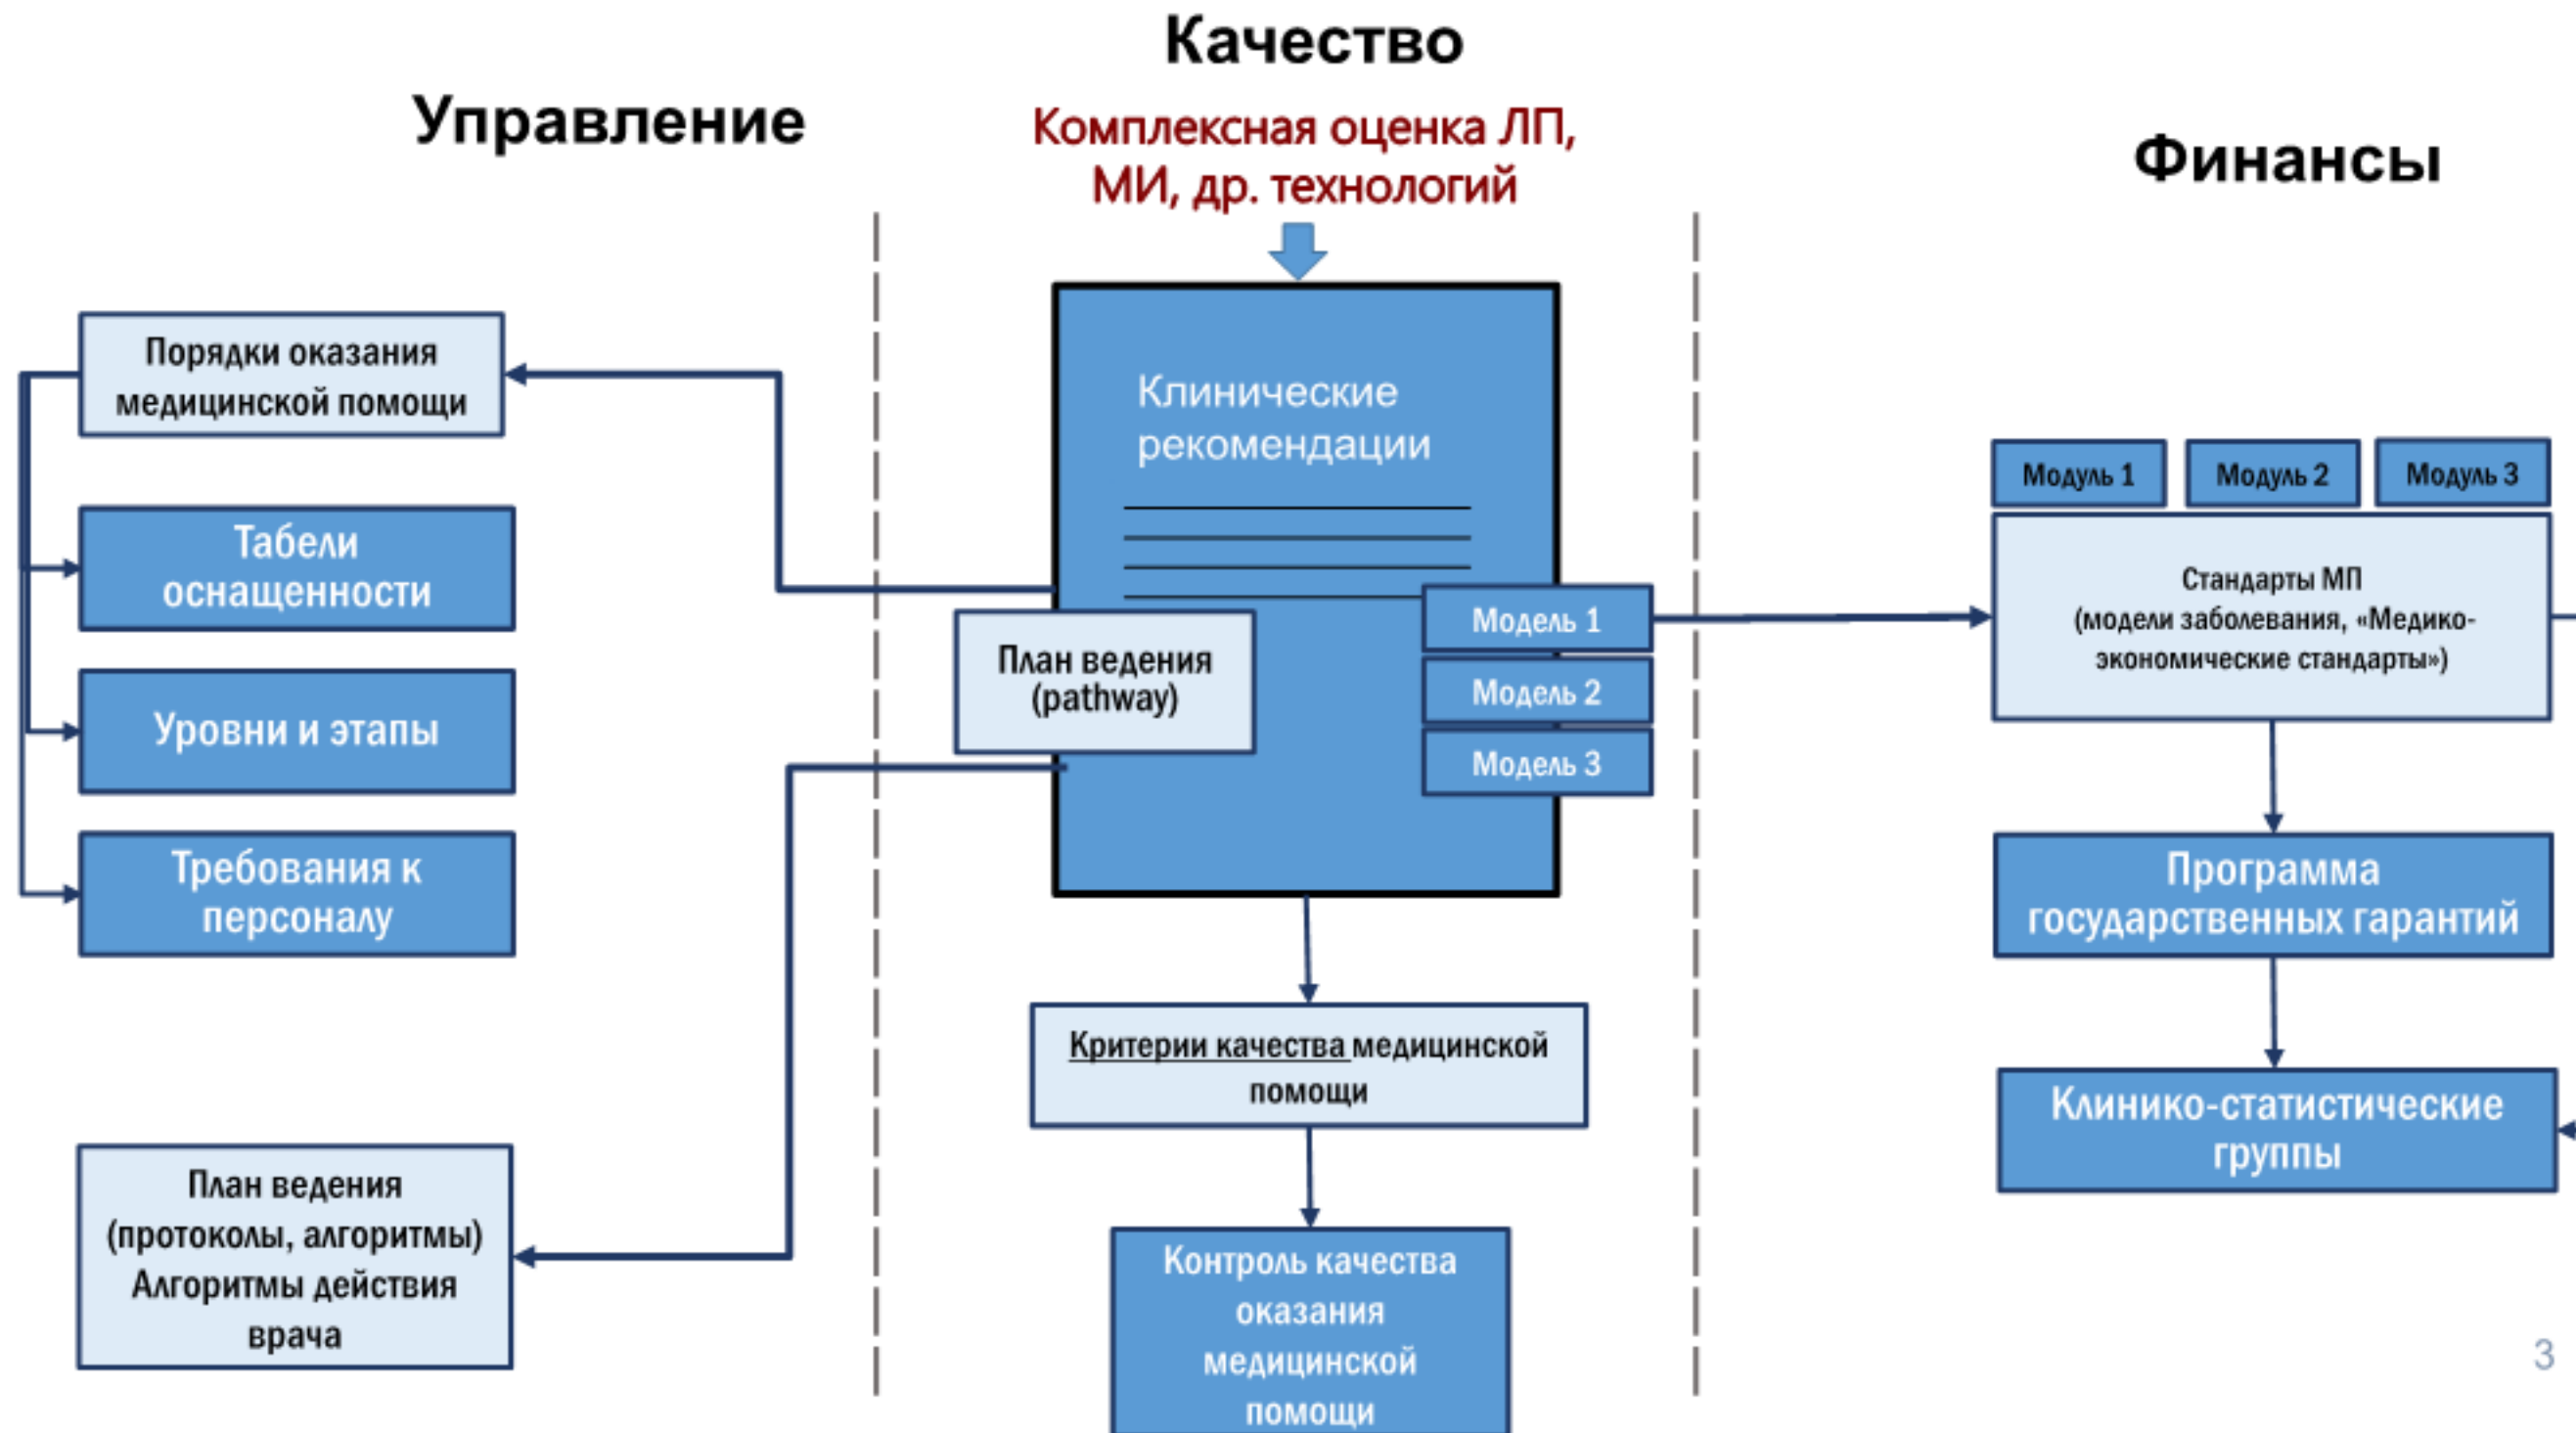 Качество
Управление
Комплексная оценка ЛП,
МИ, др. технологий
Финансы
Порядки оказания
медицинской помощи
Табели
оснащенности
Уровни и этапы
Требования к
персоналу
План ведения
(протоколы, алгоритмы)
Алгоритмы действия
врача
Клинические
рекомендации
План ведения
(pathway)
Модель 1
Модель 2
Модель 3
Критерии качества медицинской
помощи
Контроль качества
оказания
медицинской
помощи
Модуль 1
Модуль 2
Модуль 3
Стандарты МП
(модели заболевания, «Медико-
экономические стандарты»)
Программа
государственных гарантий
Клинико-статистические
группы
3